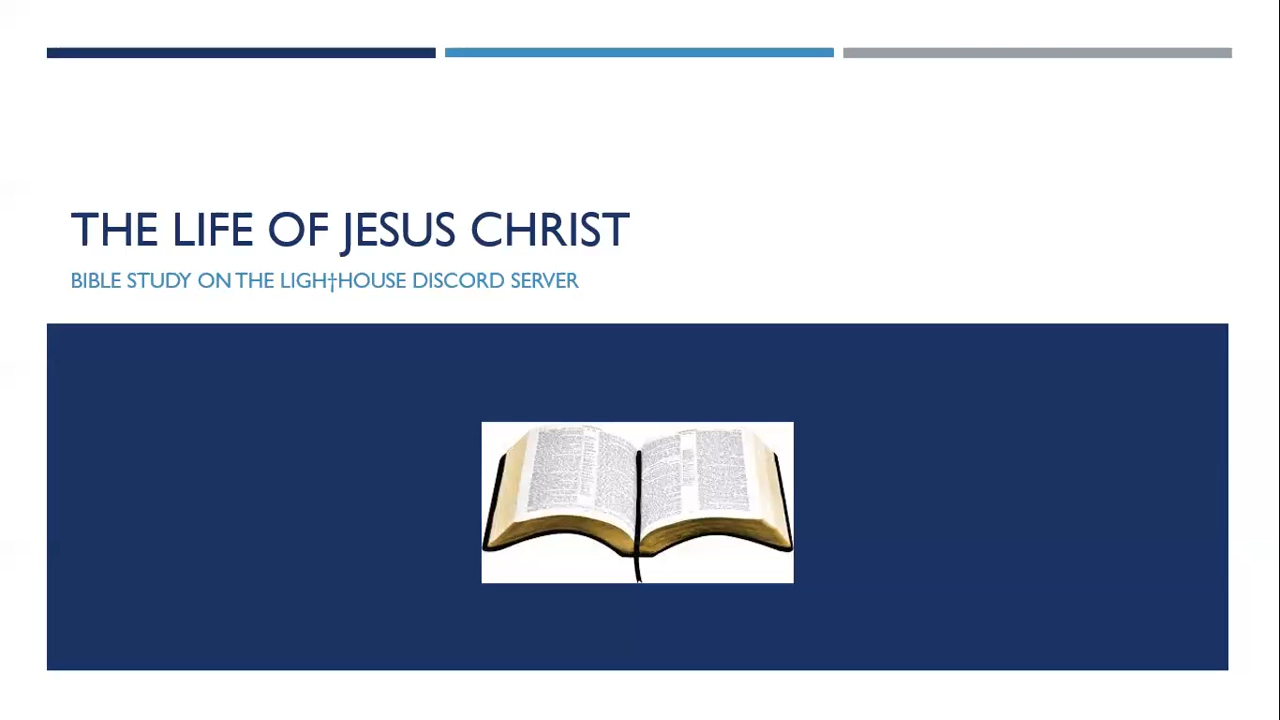 THE LIFE OF JESUS CHRIST
BIBLE STUDY ON THE LIGH†HOUSE DISCORD SERVER